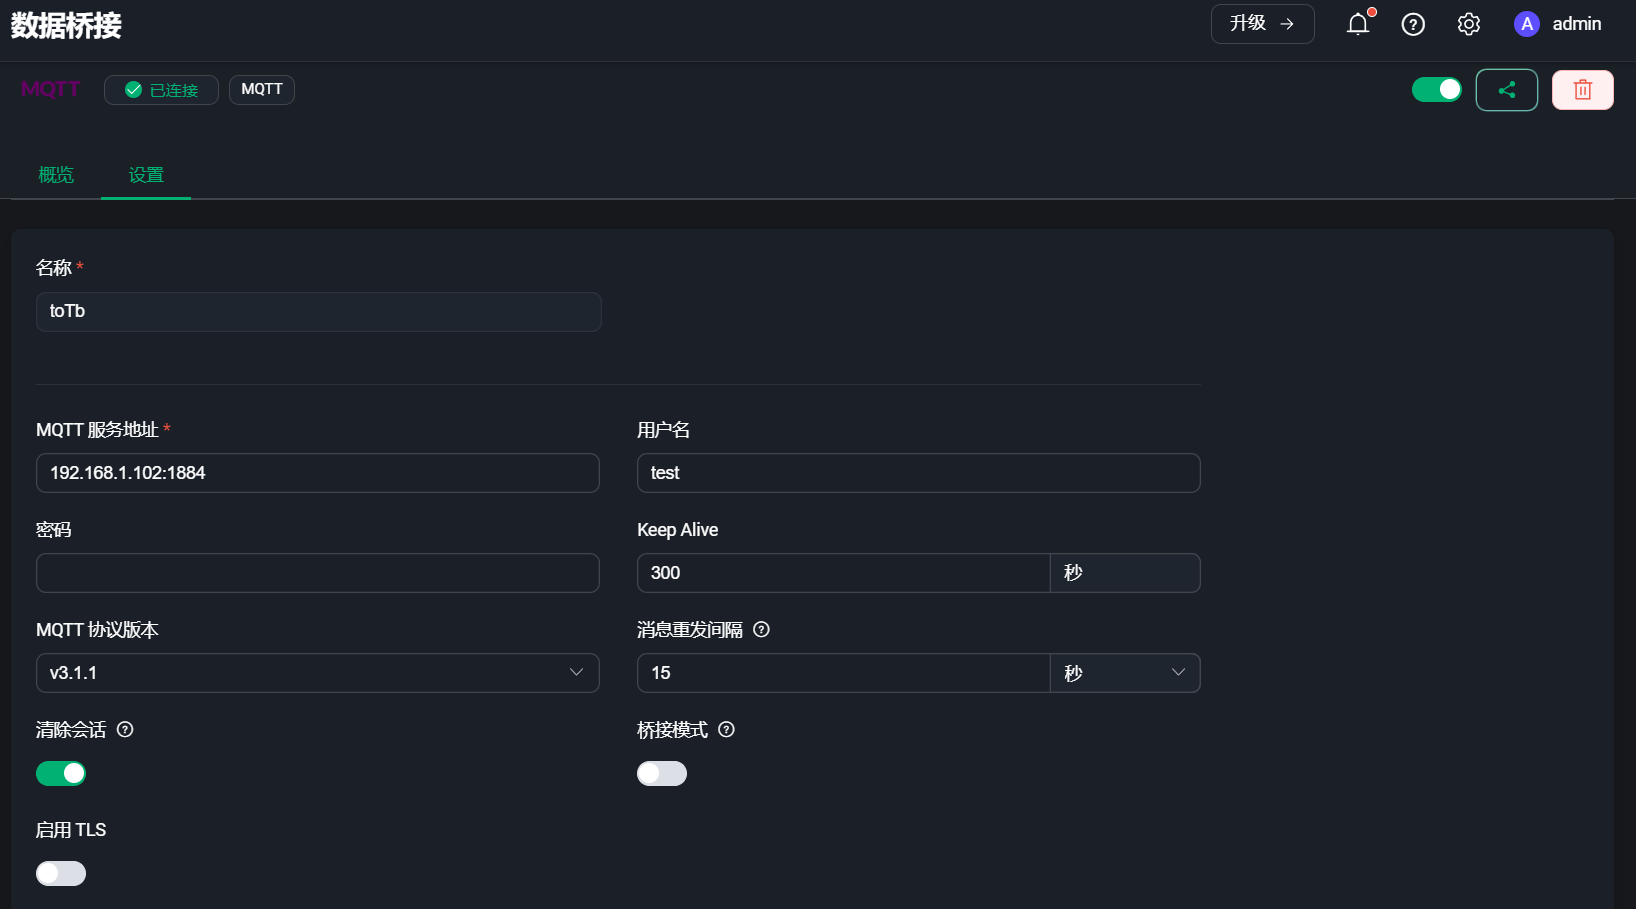 数据桥接
升级 →
A admin
MQTT
已连接
MQTT
概览
设置
名称 *
toTb
MQTT 服务地址 *
用户名
192.168.1.102:1884
test
密码
Keep Alive
300
秒
MQTT 协议版本
消息重发间隔
v3.1.1
15
秒
清除会话
桥接模式
启用 TLS